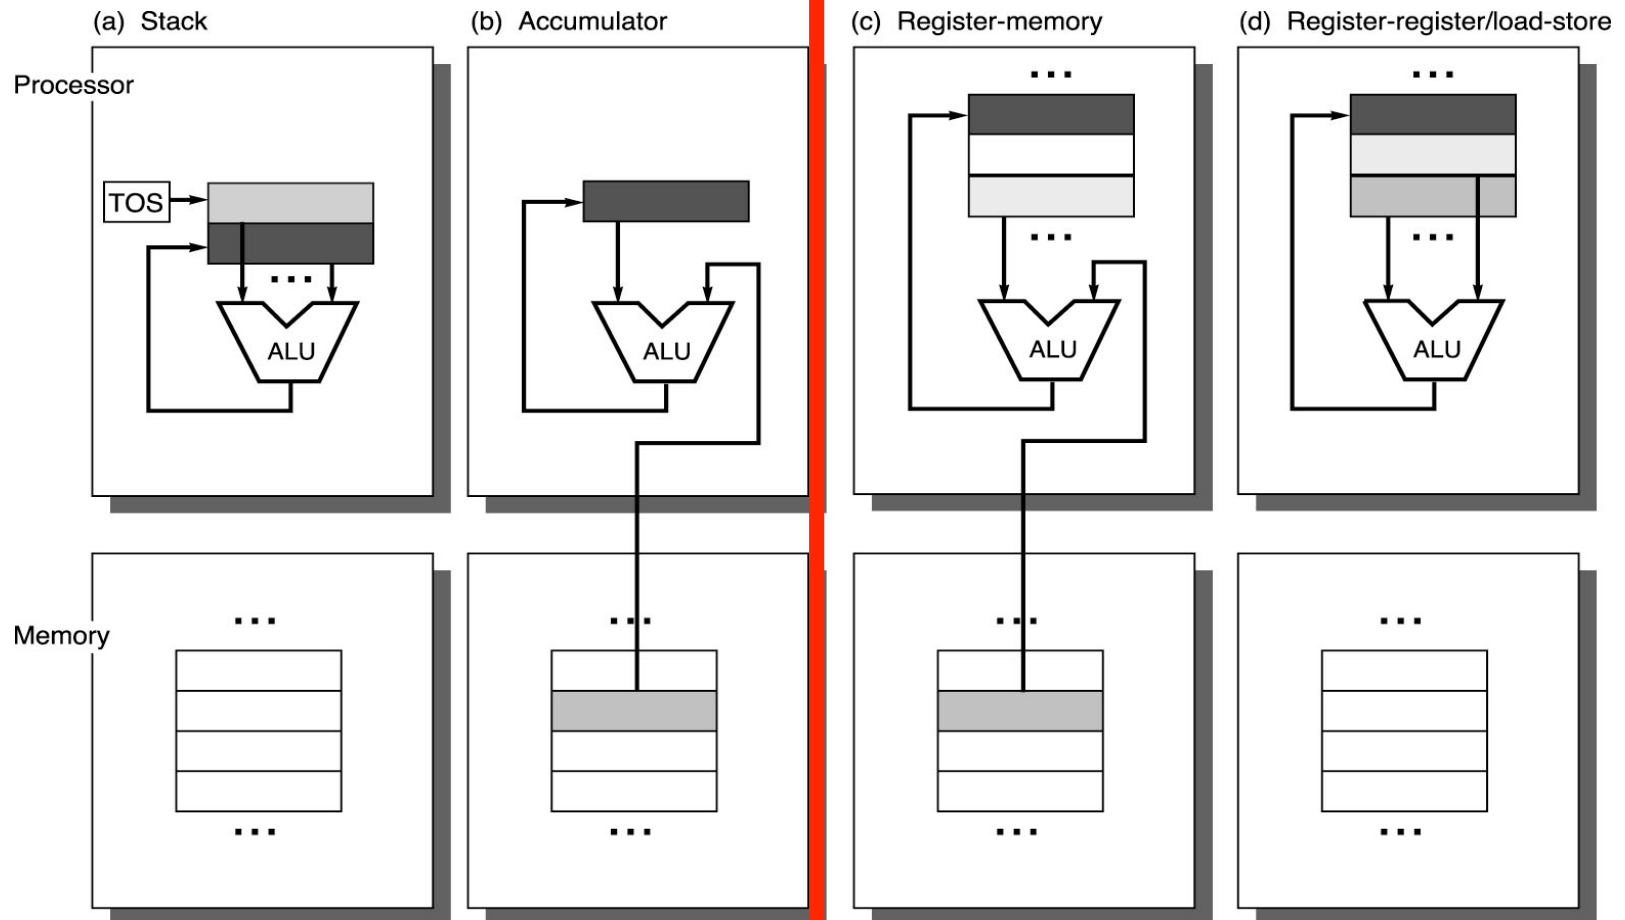 (a) Stack
(b) Accumulator
(c) Register-memory
(d) Register-register/load-store
Processor
TOS
...
...
...
...
...
ALU
ALU
ALU
ALU
Memory
...
...
...
...
...
...
...
...